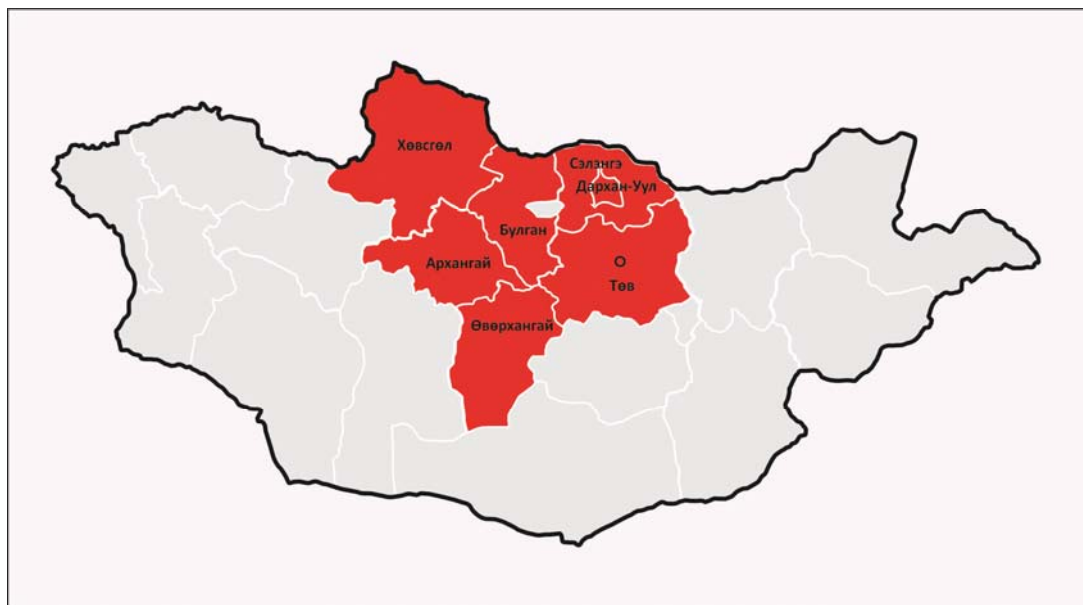 Хөвсгөл
Сэлэнгэ
Дархан-Уул
Булган
Архангай
Төв
Өвөрхангай